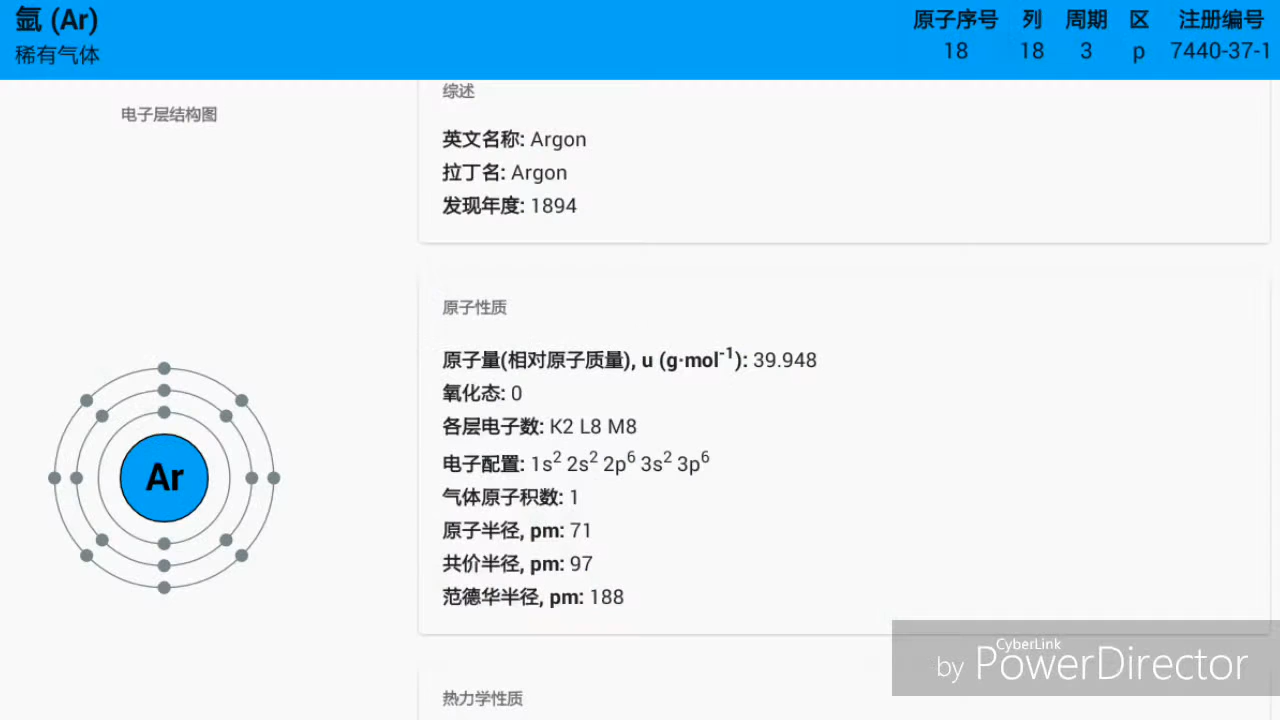 氩 (Ar)
稀有气体
原子序号 列 周期 区 注册编号
18 18 3 p 7440-37-1
电子层结构图
Ar
综述
英文名称: Argon
拉丁名: Argon
发现年度: 1894
原子性质
原子量(相对原子质量), u (g·mol⁻¹): 39.948
氧化态: 0
各层电子数: K2 L8 M8
电子配置: 1s² 2s² 2p⁶ 3s² 3p⁶
气体原子积数: 1
原子半径, pm: 71
共价半径, pm: 97
范德华半径, pm: 188
热力学性质
CyberLink
by PowerDirector